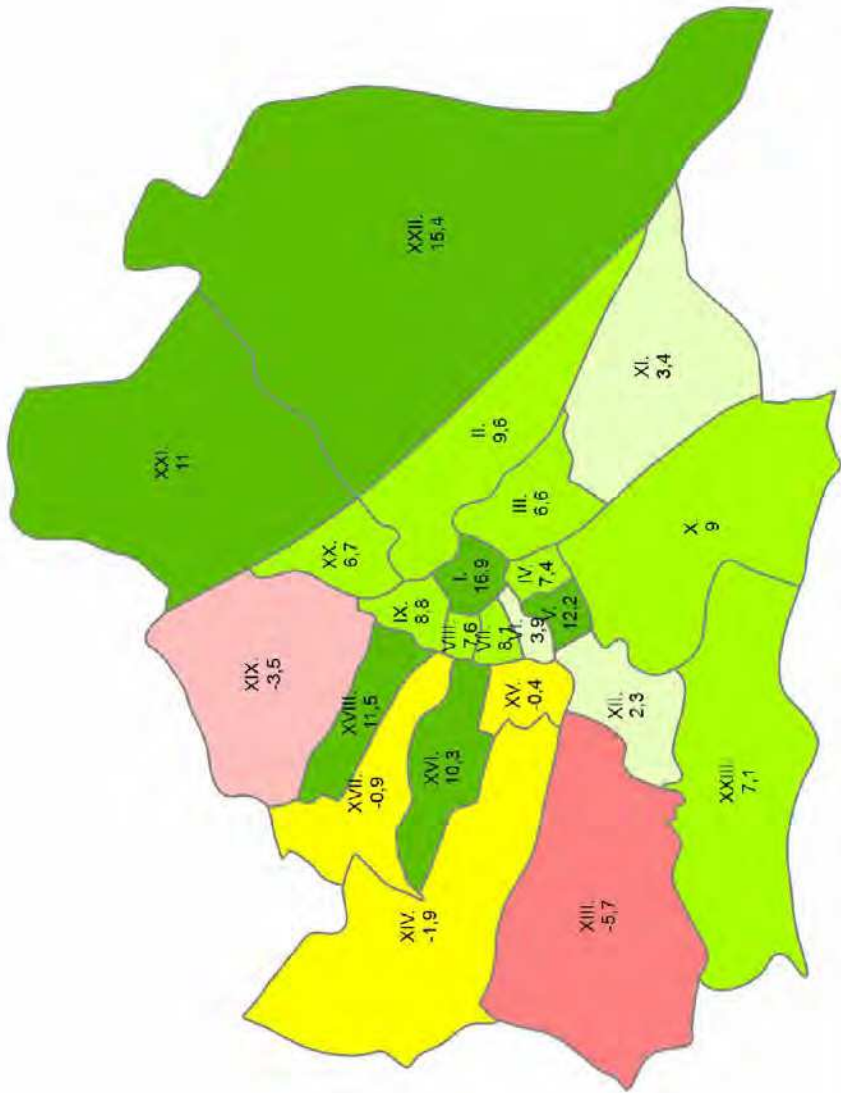 XXII.
15,4
XXI.
11
XI.
3,4
II.
9,6
III.
6,6
XX.
6,7
X.
9
I.
16,9
IV.
7,4
IX.
8,8
V.
12,2
VI.
3,9
VII.
VIII.
7,6
XIX.
-3,5
XVIII.
11,5
XV.
-0,4
XII.
2,3
XVII.
-0,9
XVI.
10,3
XXIII
7,1
XIV.
-1,9
XIII.
-5,7